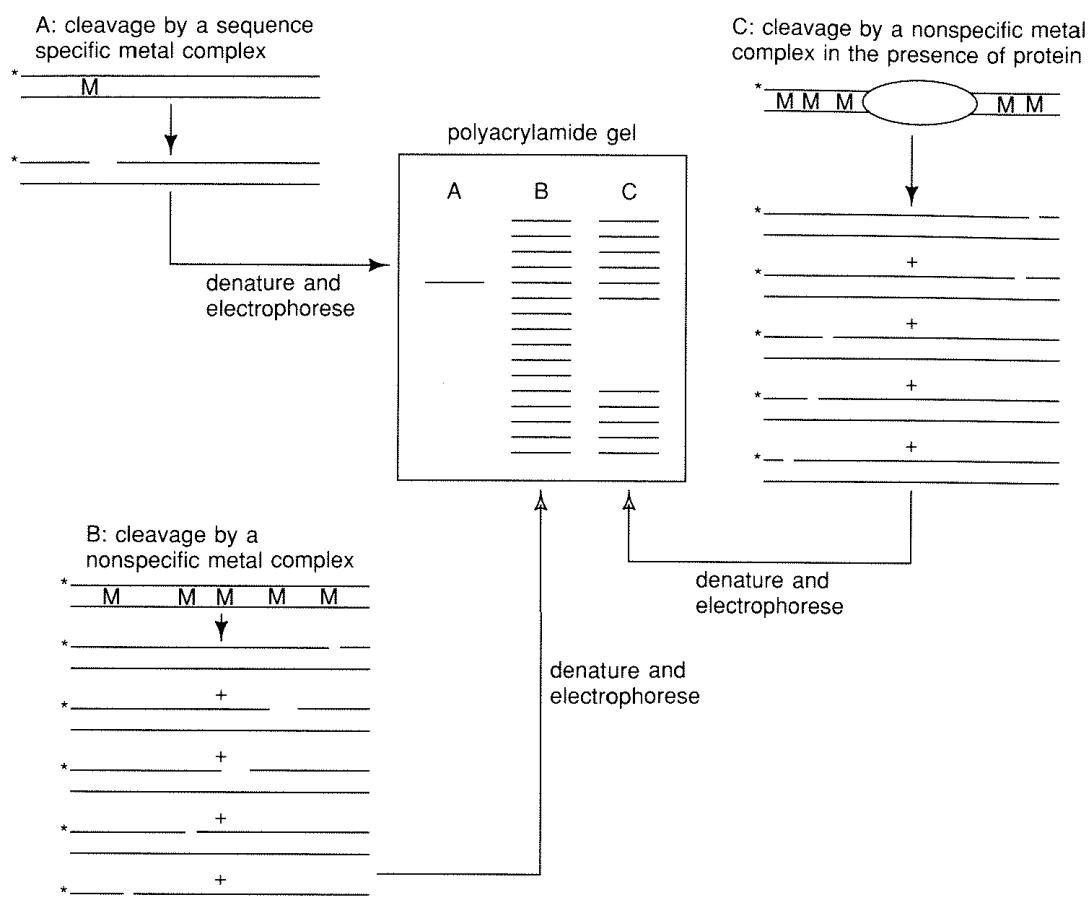 A: cleavage by a sequence
specific metal complex
*
M
*
denature and
electrophorese
polyacrylamide gel
A B C
C: cleavage by a nonspecific metal
complex in the presence of protein
*
M M M M M
*
+
*
+
*
+
*
+
*
denature and
electrophorese
B: cleavage by a
nonspecific metal complex
*
M M M M M
*
+
*
+
*
+
*
+
*
denature and
electrophorese